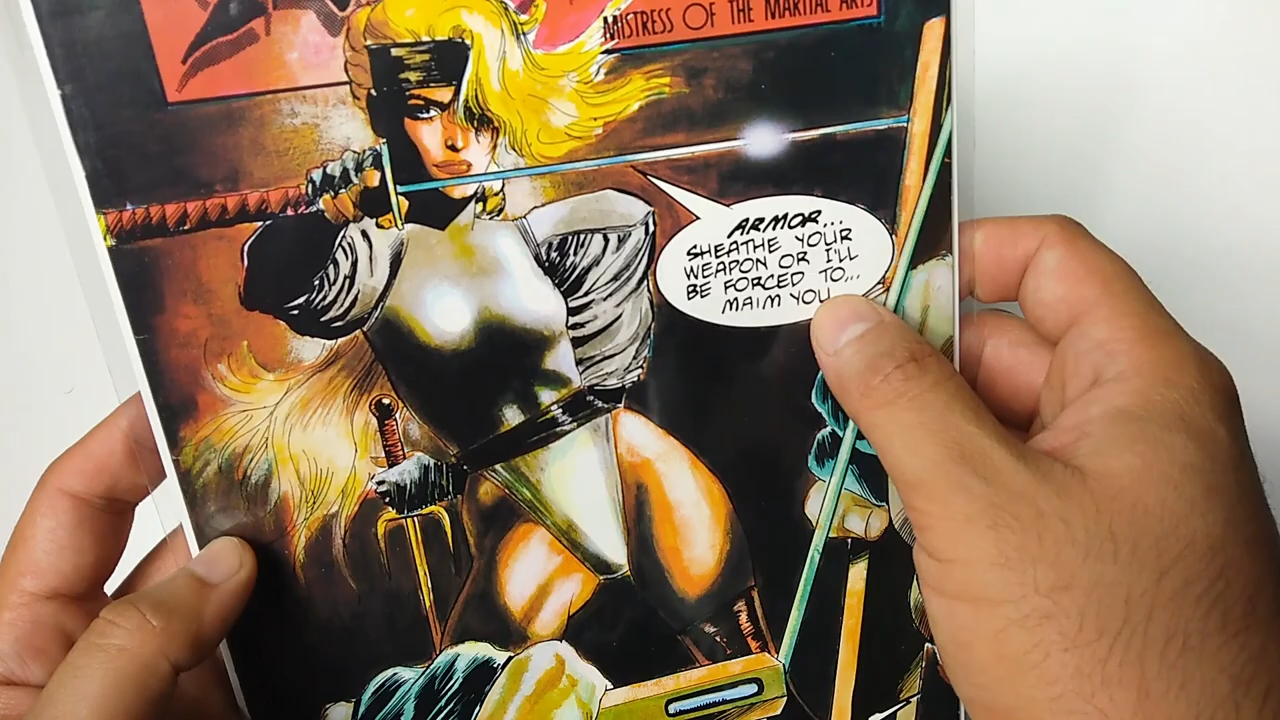 MISTRESS OF THE MARTIAL ARTS
ARMOR...
SHEATHE YOUR
WEAPON OR I'LL
BE FORCED TO...
MAIM YOU